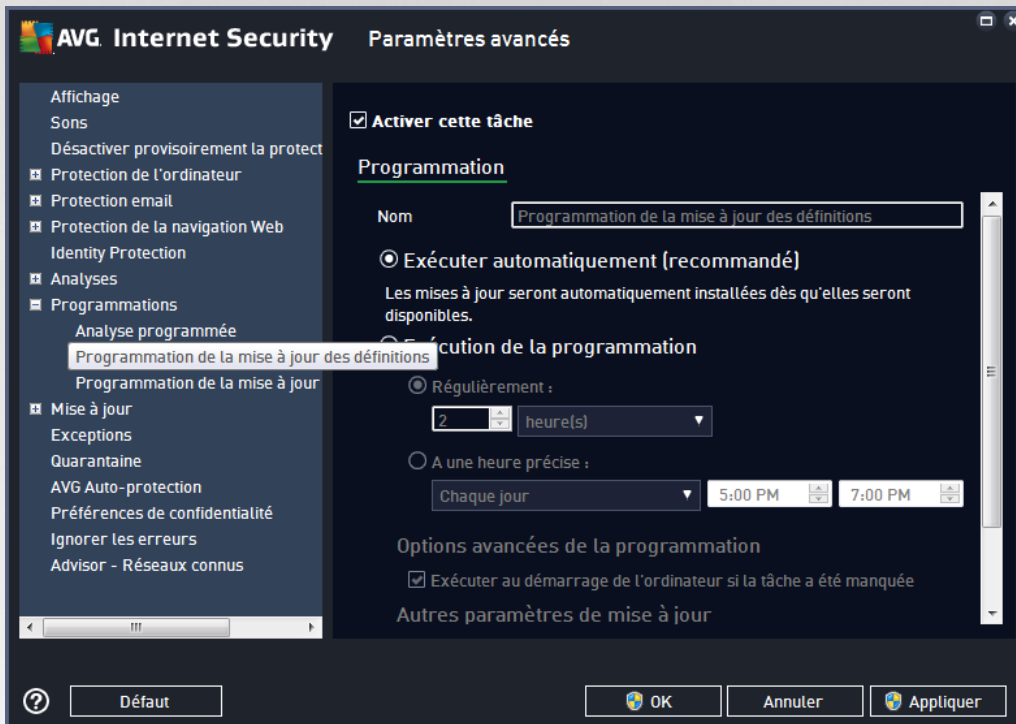 AVG. Internet Security
Paramètres avancés
Affichage
Sons
Désactiver provisoirement la protect
Protection de l'ordinateur
Protection email
Protection de la navigation Web
Identity Protection
Analyses
Programmations
Analyse programmée
Programmation de la mise à jour des définitions
Programmation de la mise à jour
Mise à jour
Exceptions
Quarantaine
AVG Auto-protection
Préférences de confidentialité
Ignorer les erreurs
Advisor - Réseaux connus
Activer cette tâche
Programmation
Nom
Programmation de la mise à jour des définitions
Exécuter automatiquement (recommandé)
Les mises à jour seront automatiquement installées dès qu'elles seront
disponibles.
de la programmation
Régulièrement :
2
heure(s)
A une heure précise :
Chaque jour
5:00 PM
7:00 PM
Options avancées de la programmation
Exécuter au démarrage de l'ordinateur si la tâche a été manquée
Autres paramètres de mise à jour
?
Défaut
OK
Annuler
Appliquer